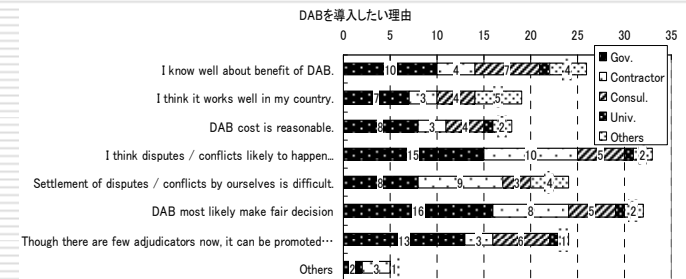 DABを導入したい理由
0 5 10 15 20 25 30 35
Gov.
Contractor
Consul.
Univ.
Others
I know well about benefit of DAB. 10 4 7 4
I think it works well in my country. 7 3 4 5
DAB cost is reasonable. 8 3 4 2
I think disputes / conflicts likely to happen… 15 10 5 2
Settlement of disputes / conflicts by ourselves is difficult. 8 9 3 4
DAB most likely make fair decision 16 8 5 2
Though there are few adjudicators now, it can be promoted… 13 3 6 1
Others 2 3 1